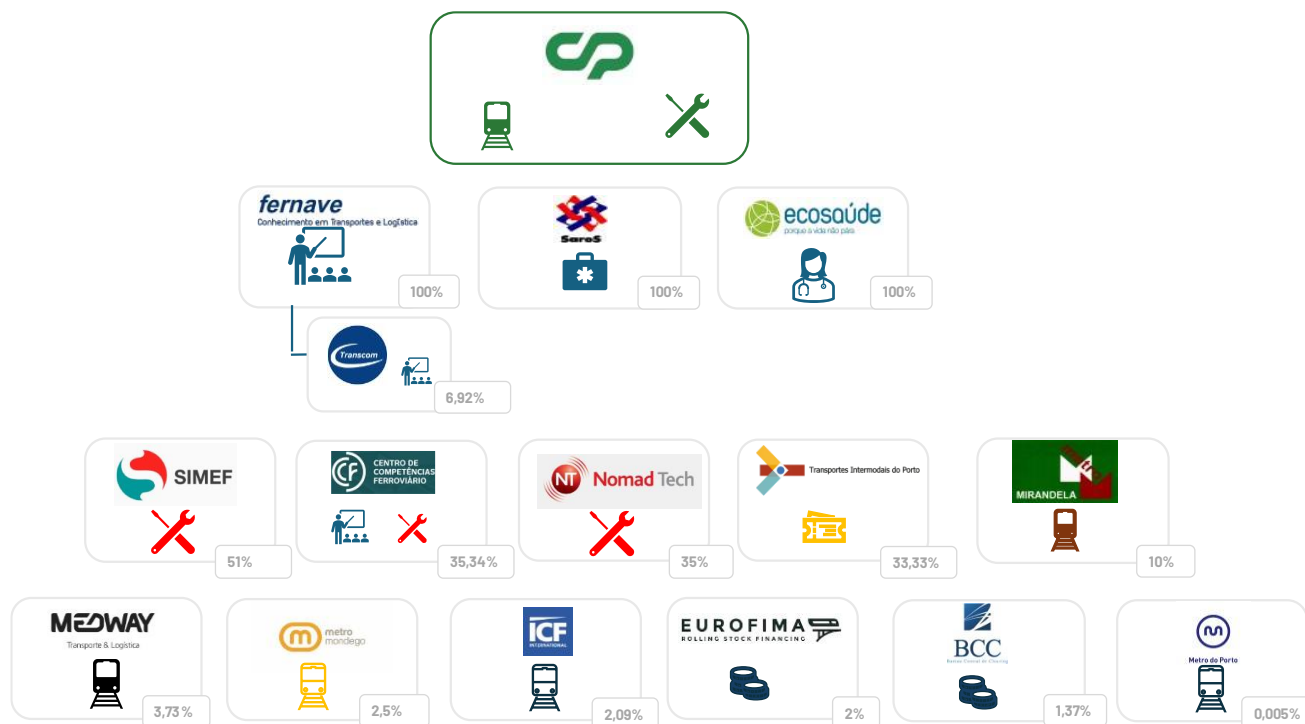 CP
fernave
Conhecimento em Transportes e Logística
100%
SaroS
100%
ecosaúde
porque a vida não pára
100%
Transcom
6,92%
SIMEF
51%
CF
CENTRO DE
COMPETÊNCIAS
FERROVIÁRIO
35,34%
NT
Nomad Tech
35%
Transportes Intermodais do Porto
33,33%
MIRANDELA
10%
MEDWAY
Transporte & Logística
3,73%
m
metro
mondego
2,5%
ICF
INTERNATIONAL
2,09%
EUROFIMA
ROLLING STOCK FINANCING
2%
BCC
1,37%
Metro do Porto
0,005%